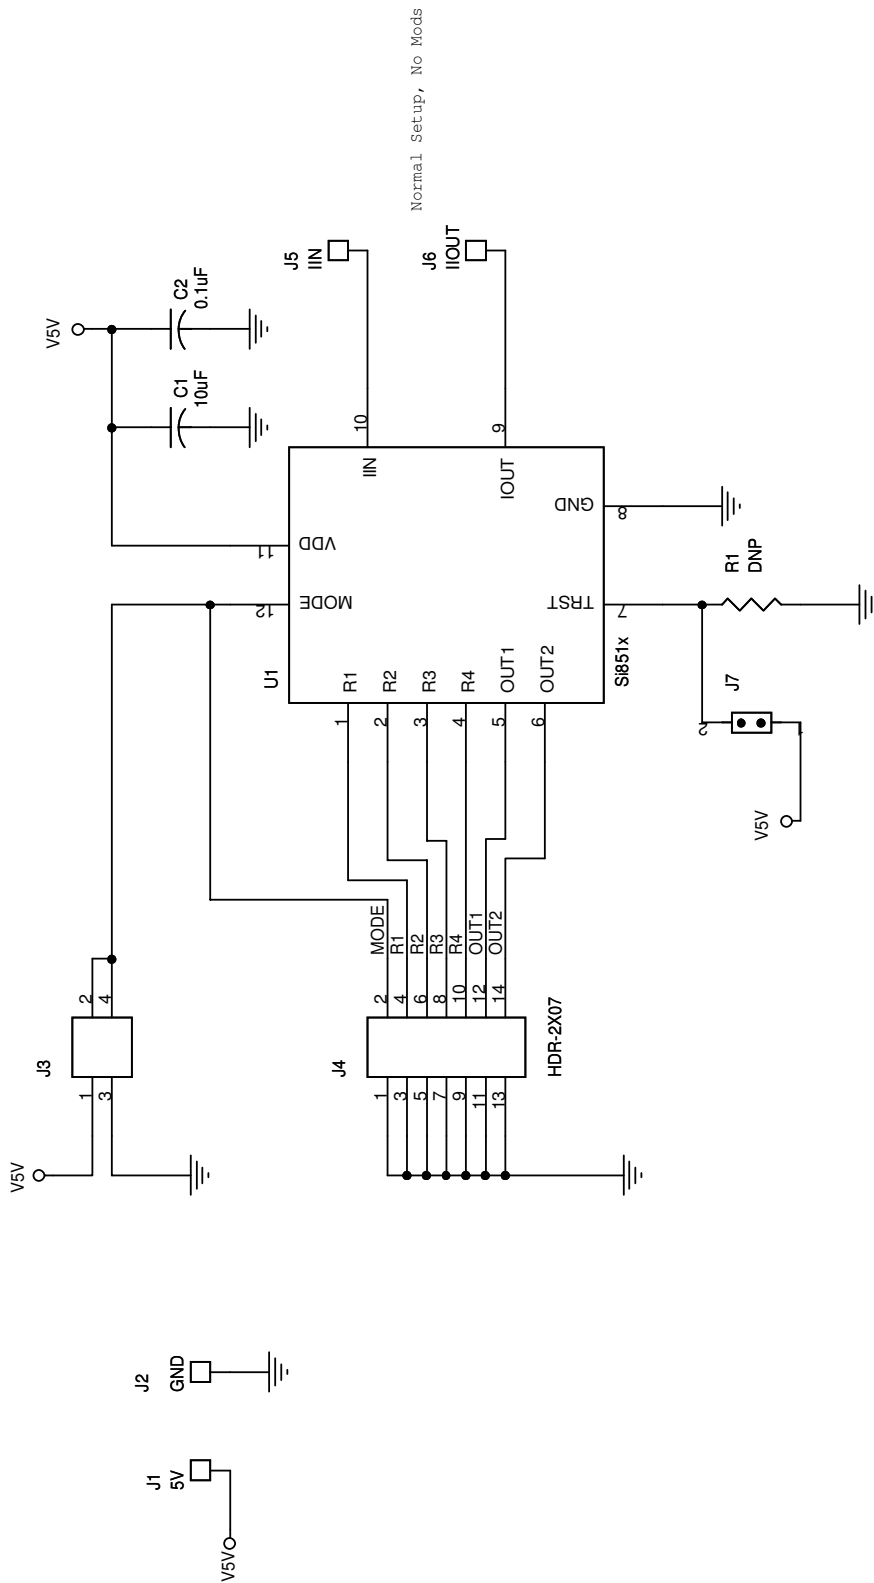 Normal Setup, No Mods
V5V
C2
0.1uF
C1
10uF
J5
IIN
J6
IIOUT
10
9
IIN
IOUT
11
VDD
GND
8
12
MODE
TRST
7
R1
DNP
U1
Si851x
R1
R2
R3
R4
OUT1
OUT2
1
2
3
4
5
6
J7
2
1
V5V
MODE
R1
R2
R3
R4
OUT1
OUT2
2
4
2
4
6
8
10
12
14
J3
J4
HDR-2X07
1
3
1
3
5
7
9
11
13
V5V
J2
GND
J1
5V
V5V